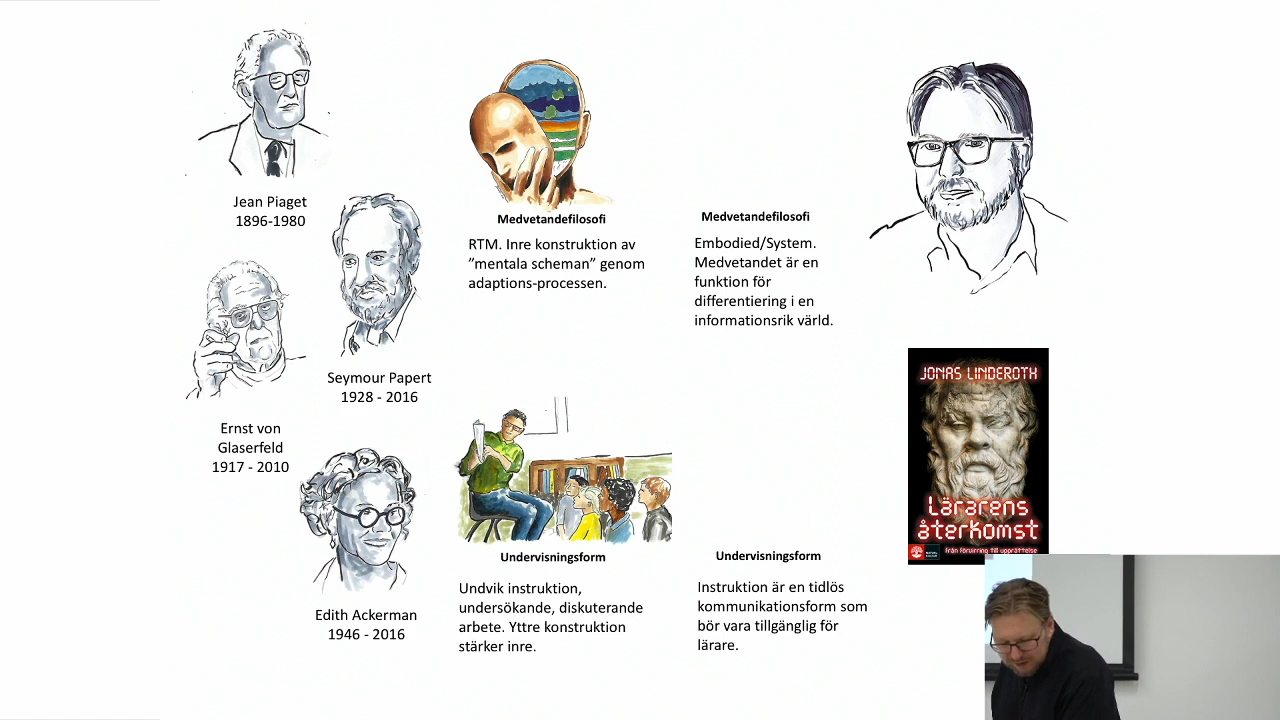 Jean Piaget
1896-1980
Seymour Papert
1928 - 2016
Ernst von
Glaserfeld
1917 - 2010
Edith Ackerman
1946 - 2016
Medvetandefilosofi
RTM. Inre konstruktion av
”mentala scheman” genom
adaptions-processen.
Undervisningsform
Undvik instruktion,
undersökande, diskuterande
arbete. Yttre konstruktion
stärker inre.
Medvetandefilosofi
Embodied/System.
Medvetandet är en
funktion för
differentiering i en
informationsrik värld.
Undervisningsform
Instruktion är en tidlös
kommunikationsform som
bör vara tillgänglig för
lärare.
JONAS LINDEROTH
Lärarens
återkomst
Från förvirring till upprättelse